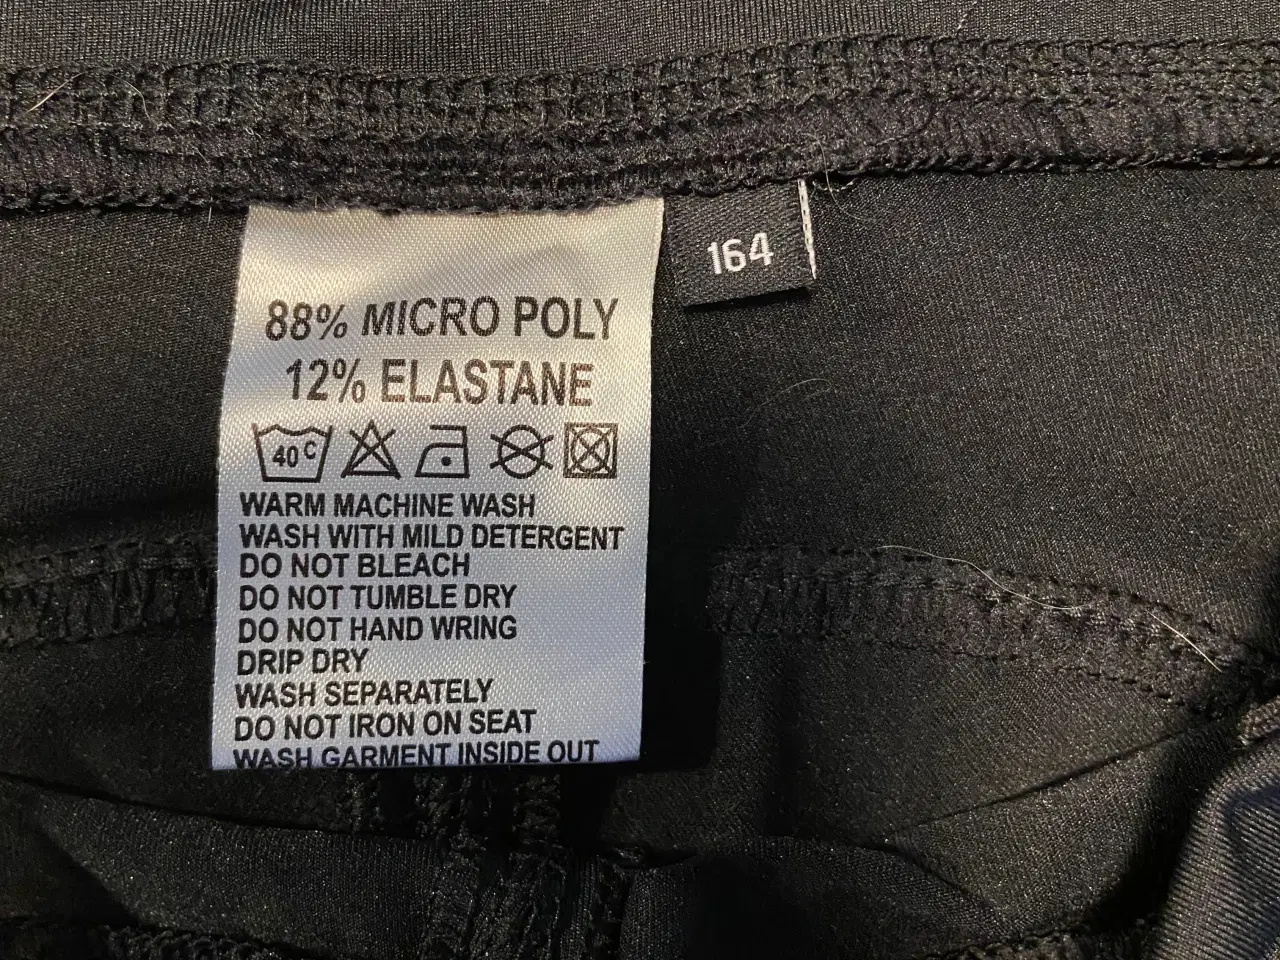 164
88% MICRO POLY
12% ELASTANE
40 C
WARM MACHINE WASH
WASH WITH MILD DETERGENT
DO NOT BLEACH
DO NOT TUMBLE DRY
DO NOT HAND WRING
DRIP DRY
WASH SEPARATELY
DO NOT IRON ON SEAT
WASH GARMENT INSIDE OUT